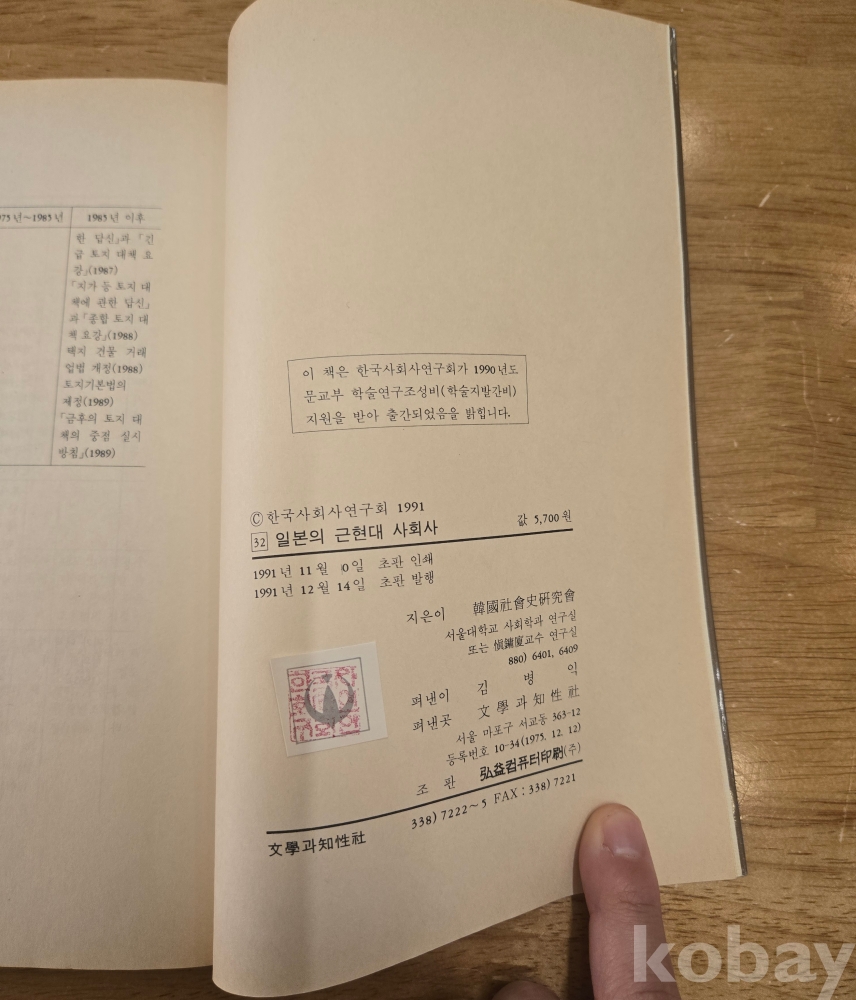 75년~1985년
1985년 이후
한 답신」과 「긴
급 토지 대책 요
강」(1987)
「지가 등 토지 대
책에 관한 답신」
과 「종합 토지 대
책 요강」(1988)
택지 건물 거래
업법 개정(1988)
토지기본법의
제정(1989)
「금후의 토지 대
책의 중점 실시
방침」(1989)
이 책은 한국사회사연구회가 1990년도
문교부 학술연구조성비(학술지발간비)
지원을 받아 출간되었음을 밝힙니다.
ⓒ 한국사회사연구회 1991
32 일본의 근현대 사회사 값 5,700원
1991년 11월 0일 초판 인쇄
1991년 12월 14일 초판 발행
지은이 韓國社會史硏究會
서울대학교 사회학과 연구실
또는 愼鏞廈교수 연구실
880) 6401, 6409
펴낸이 김병익
펴낸곳 文學과知性社
서울 마포구 서교동 363-12
등록번호 10-34(1975. 12. 12)
조판 弘益컴퓨터印刷(주)
338) 7222~5 FAX : 338) 7221
文學과知性社
kobay